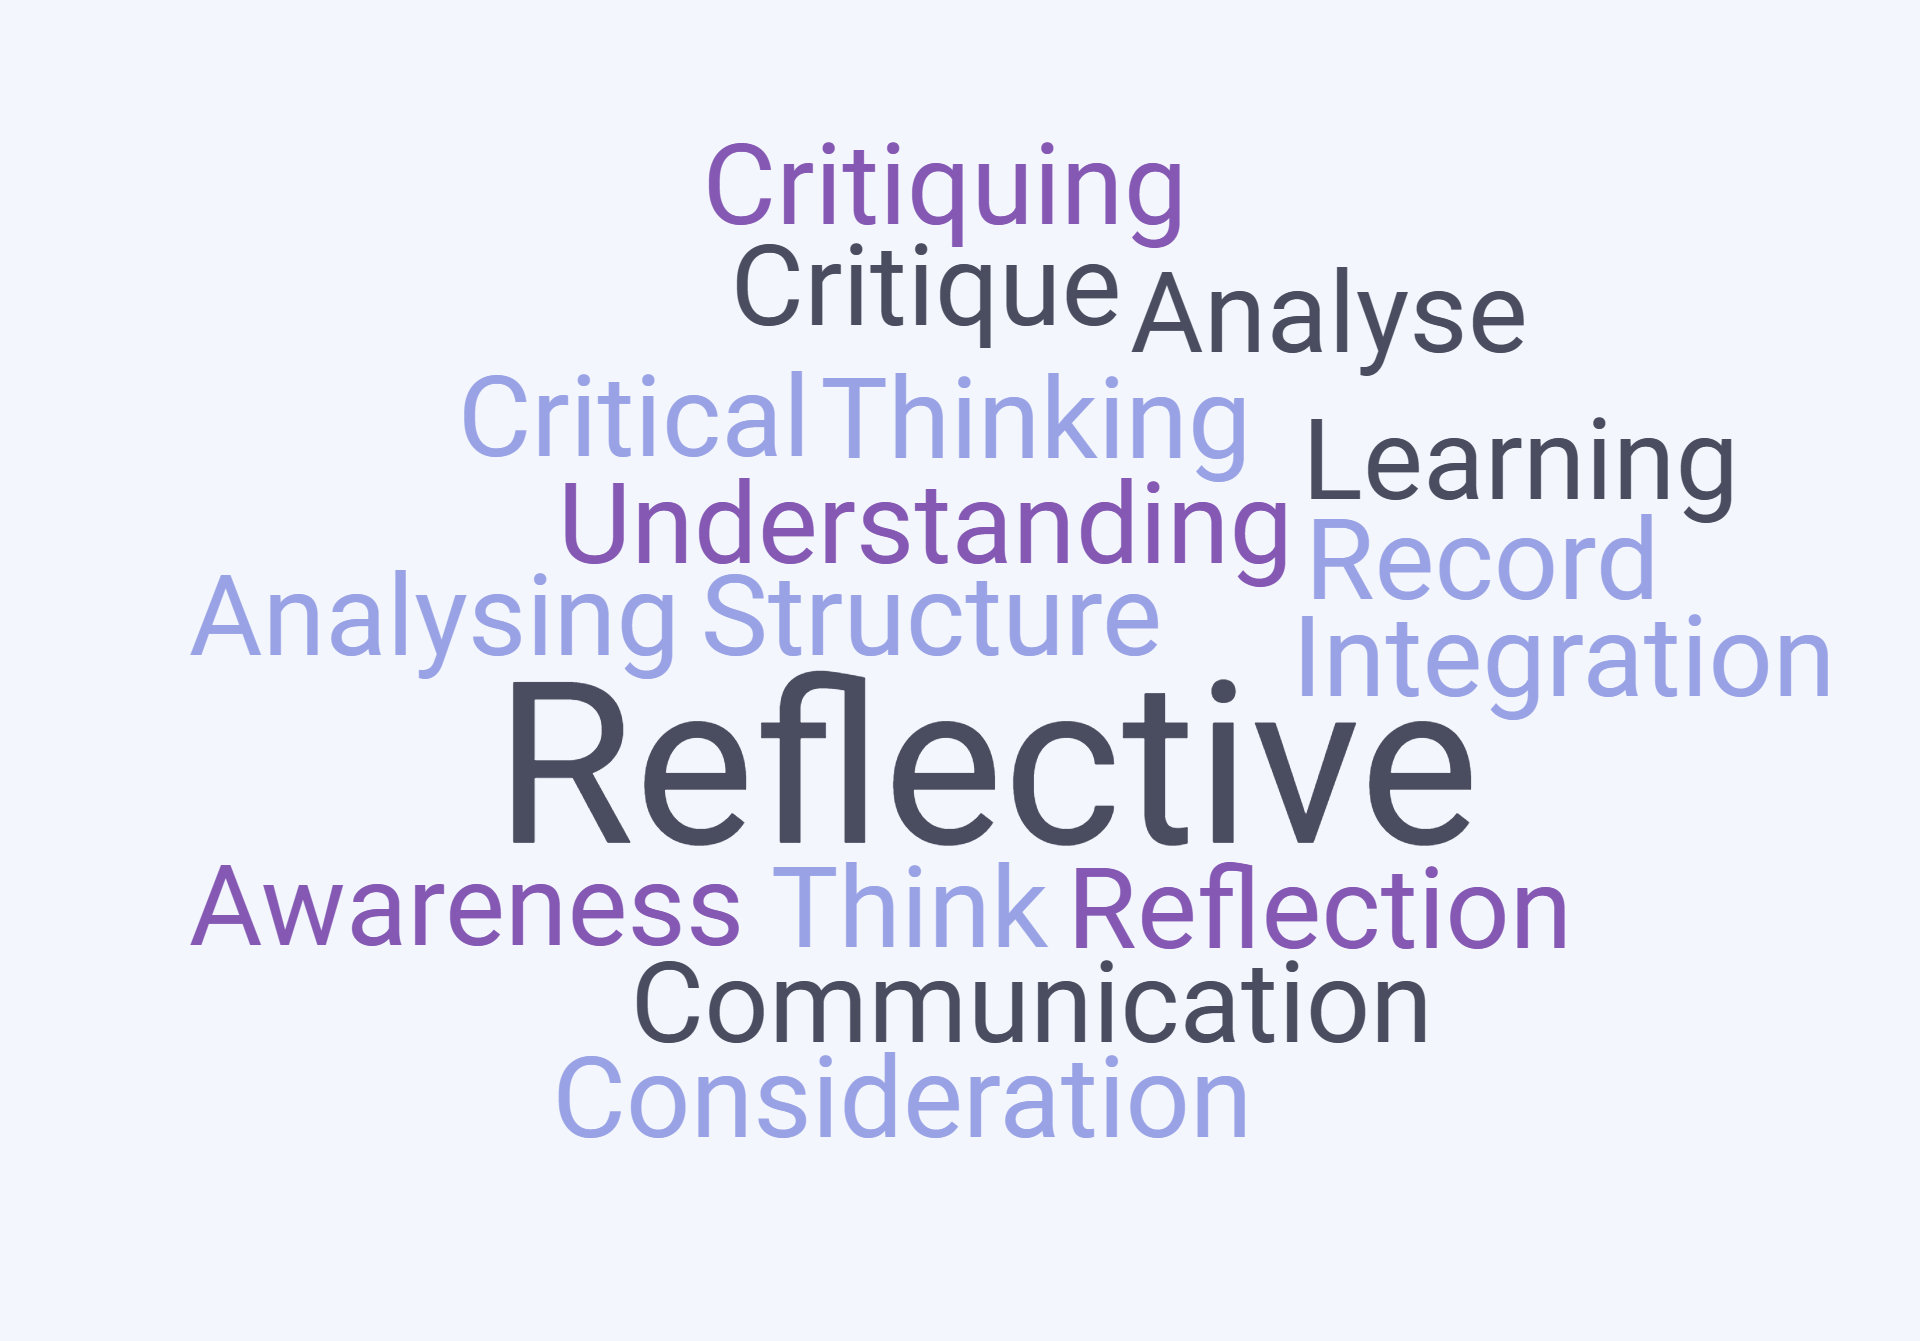 Critiquing
Critique Analyse
Critical Thinking
Learning
Understanding
Record
Analysing Structure
Integration
Reflective
Awareness Think Reflection
Communication
Consideration